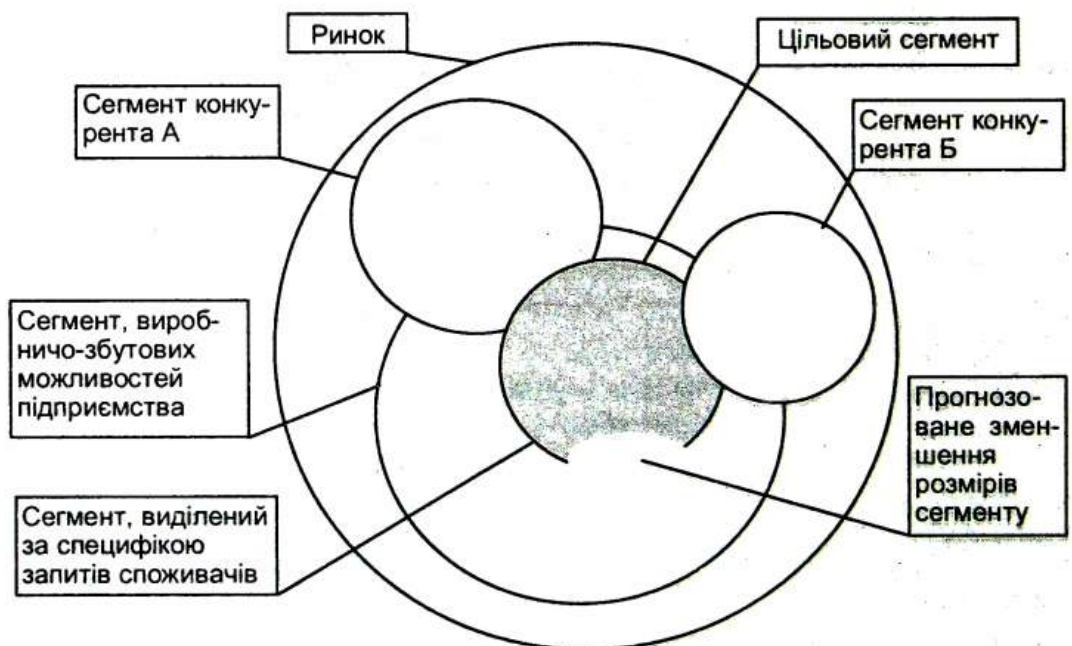 Ринок
Цільовий сегмент
Сегмент конку-
рента А
Сегмент конку-
рента Б
Сегмент, вироб-
ничо-збутових
можливостей
підприємства
Прогнозо-
ване змен-
шення
розмірів
сегменту
Сегмент, виділений
за специфікою
запитів споживачів